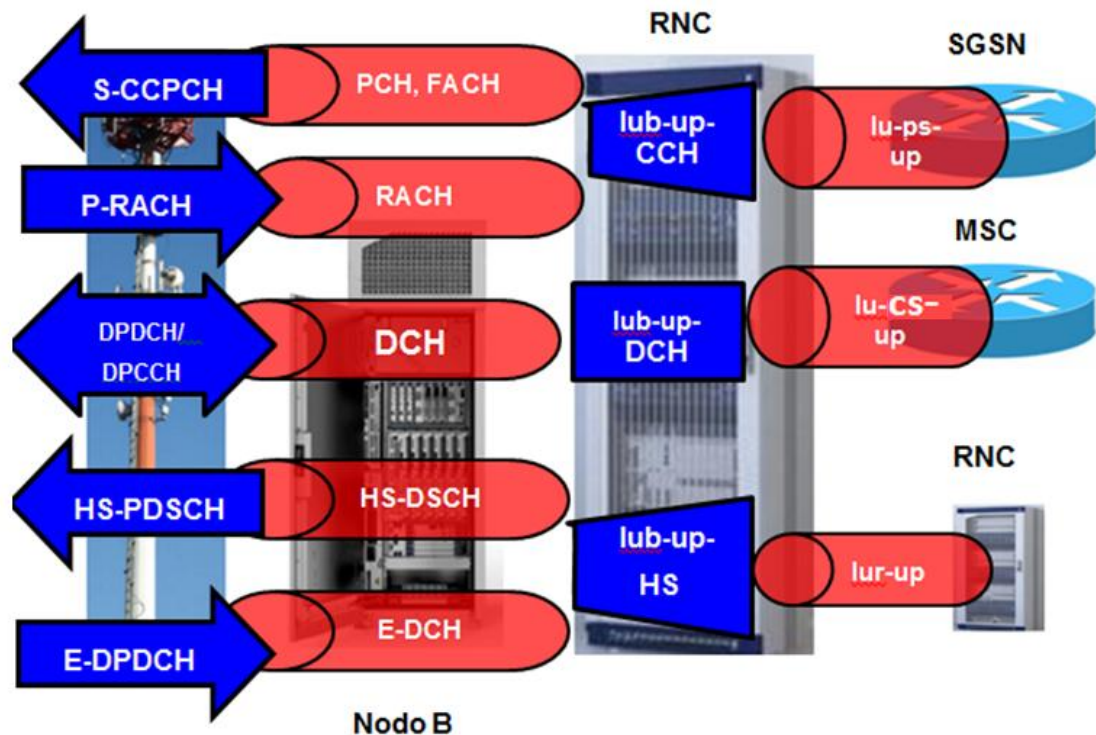 RNC
SGSN
S-CCPCH
PCH, FACH
lub-up-
CCH
lu-ps-
up
P-RACH
RACH
MSC
DPDCH/
DPCCH
DCH
lub-up-
DCH
lu-CS-
up
HS-PDSCH
HS-DSCH
lub-up-
HS
RNC
lur-up
E-DPDCH
E-DCH
Nodo B